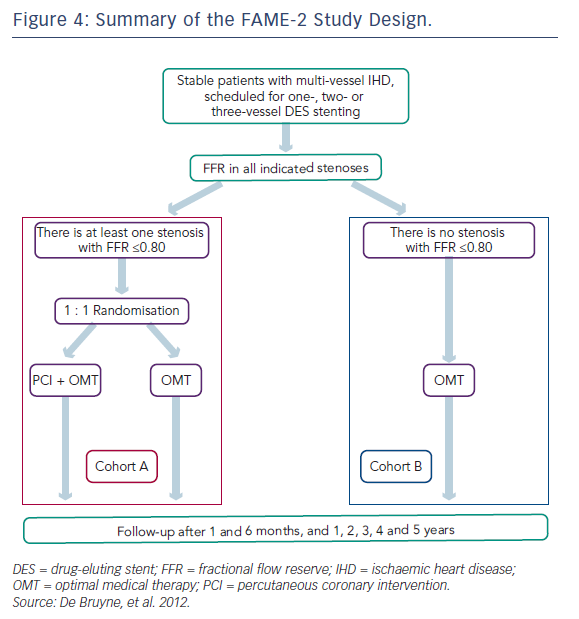 Figure 4: Summary of the FAME-2 Study Design.
Stable patients with multi-vessel IHD,
scheduled for one-, two- or
three-vessel DES stenting
FFR in all indicated stenoses
There is at least one stenosis
with FFR ≤0.80
There is no stenosis
with FFR ≤0.80
1 : 1 Randomisation
PCI + OMT
OMT
OMT
Cohort A
Cohort B
Follow-up after 1 and 6 months, and 1, 2, 3, 4 and 5 years
DES = drug-eluting stent; FFR = fractional flow reserve; IHD = ischaemic heart disease;
OMT = optimal medical therapy; PCI = percutaneous coronary intervention.
Source: De Bruyne, et al. 2012.